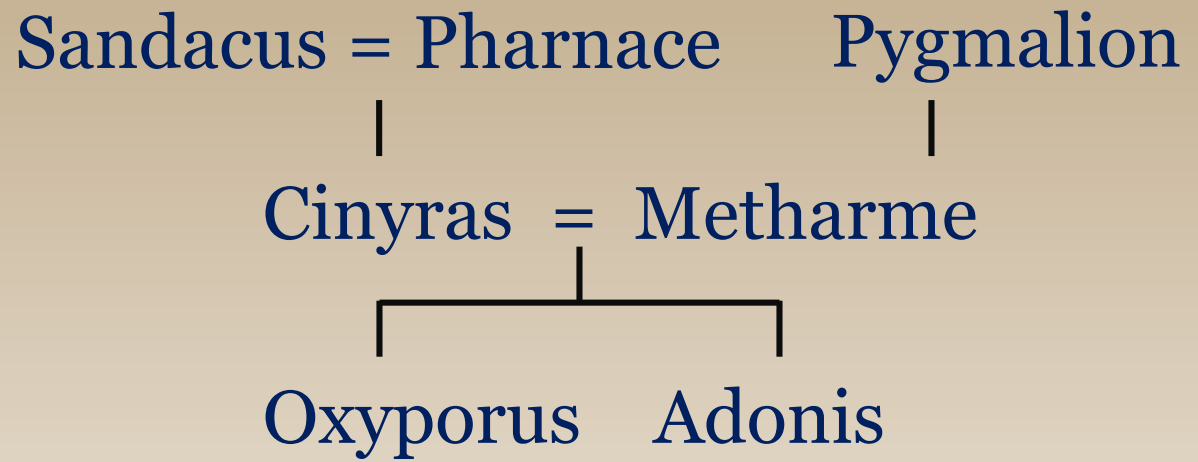 Sandacus = Pharnace Pygmalion
Cinyras = Metharme
Oxyporus Adonis